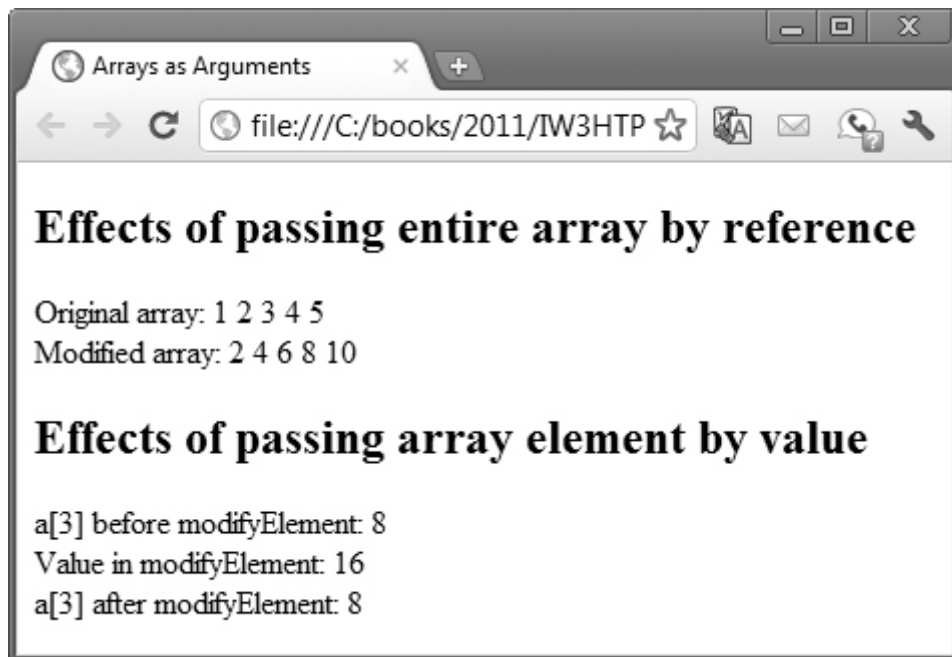 Arrays as Arguments
file:///C:/books/2011/IW3HTP
Effects of passing entire array by reference
Original array: 1 2 3 4 5
Modified array: 2 4 6 8 10
Effects of passing array element by value
a[3] before modifyElement: 8
Value in modifyElement: 16
a[3] after modifyElement: 8